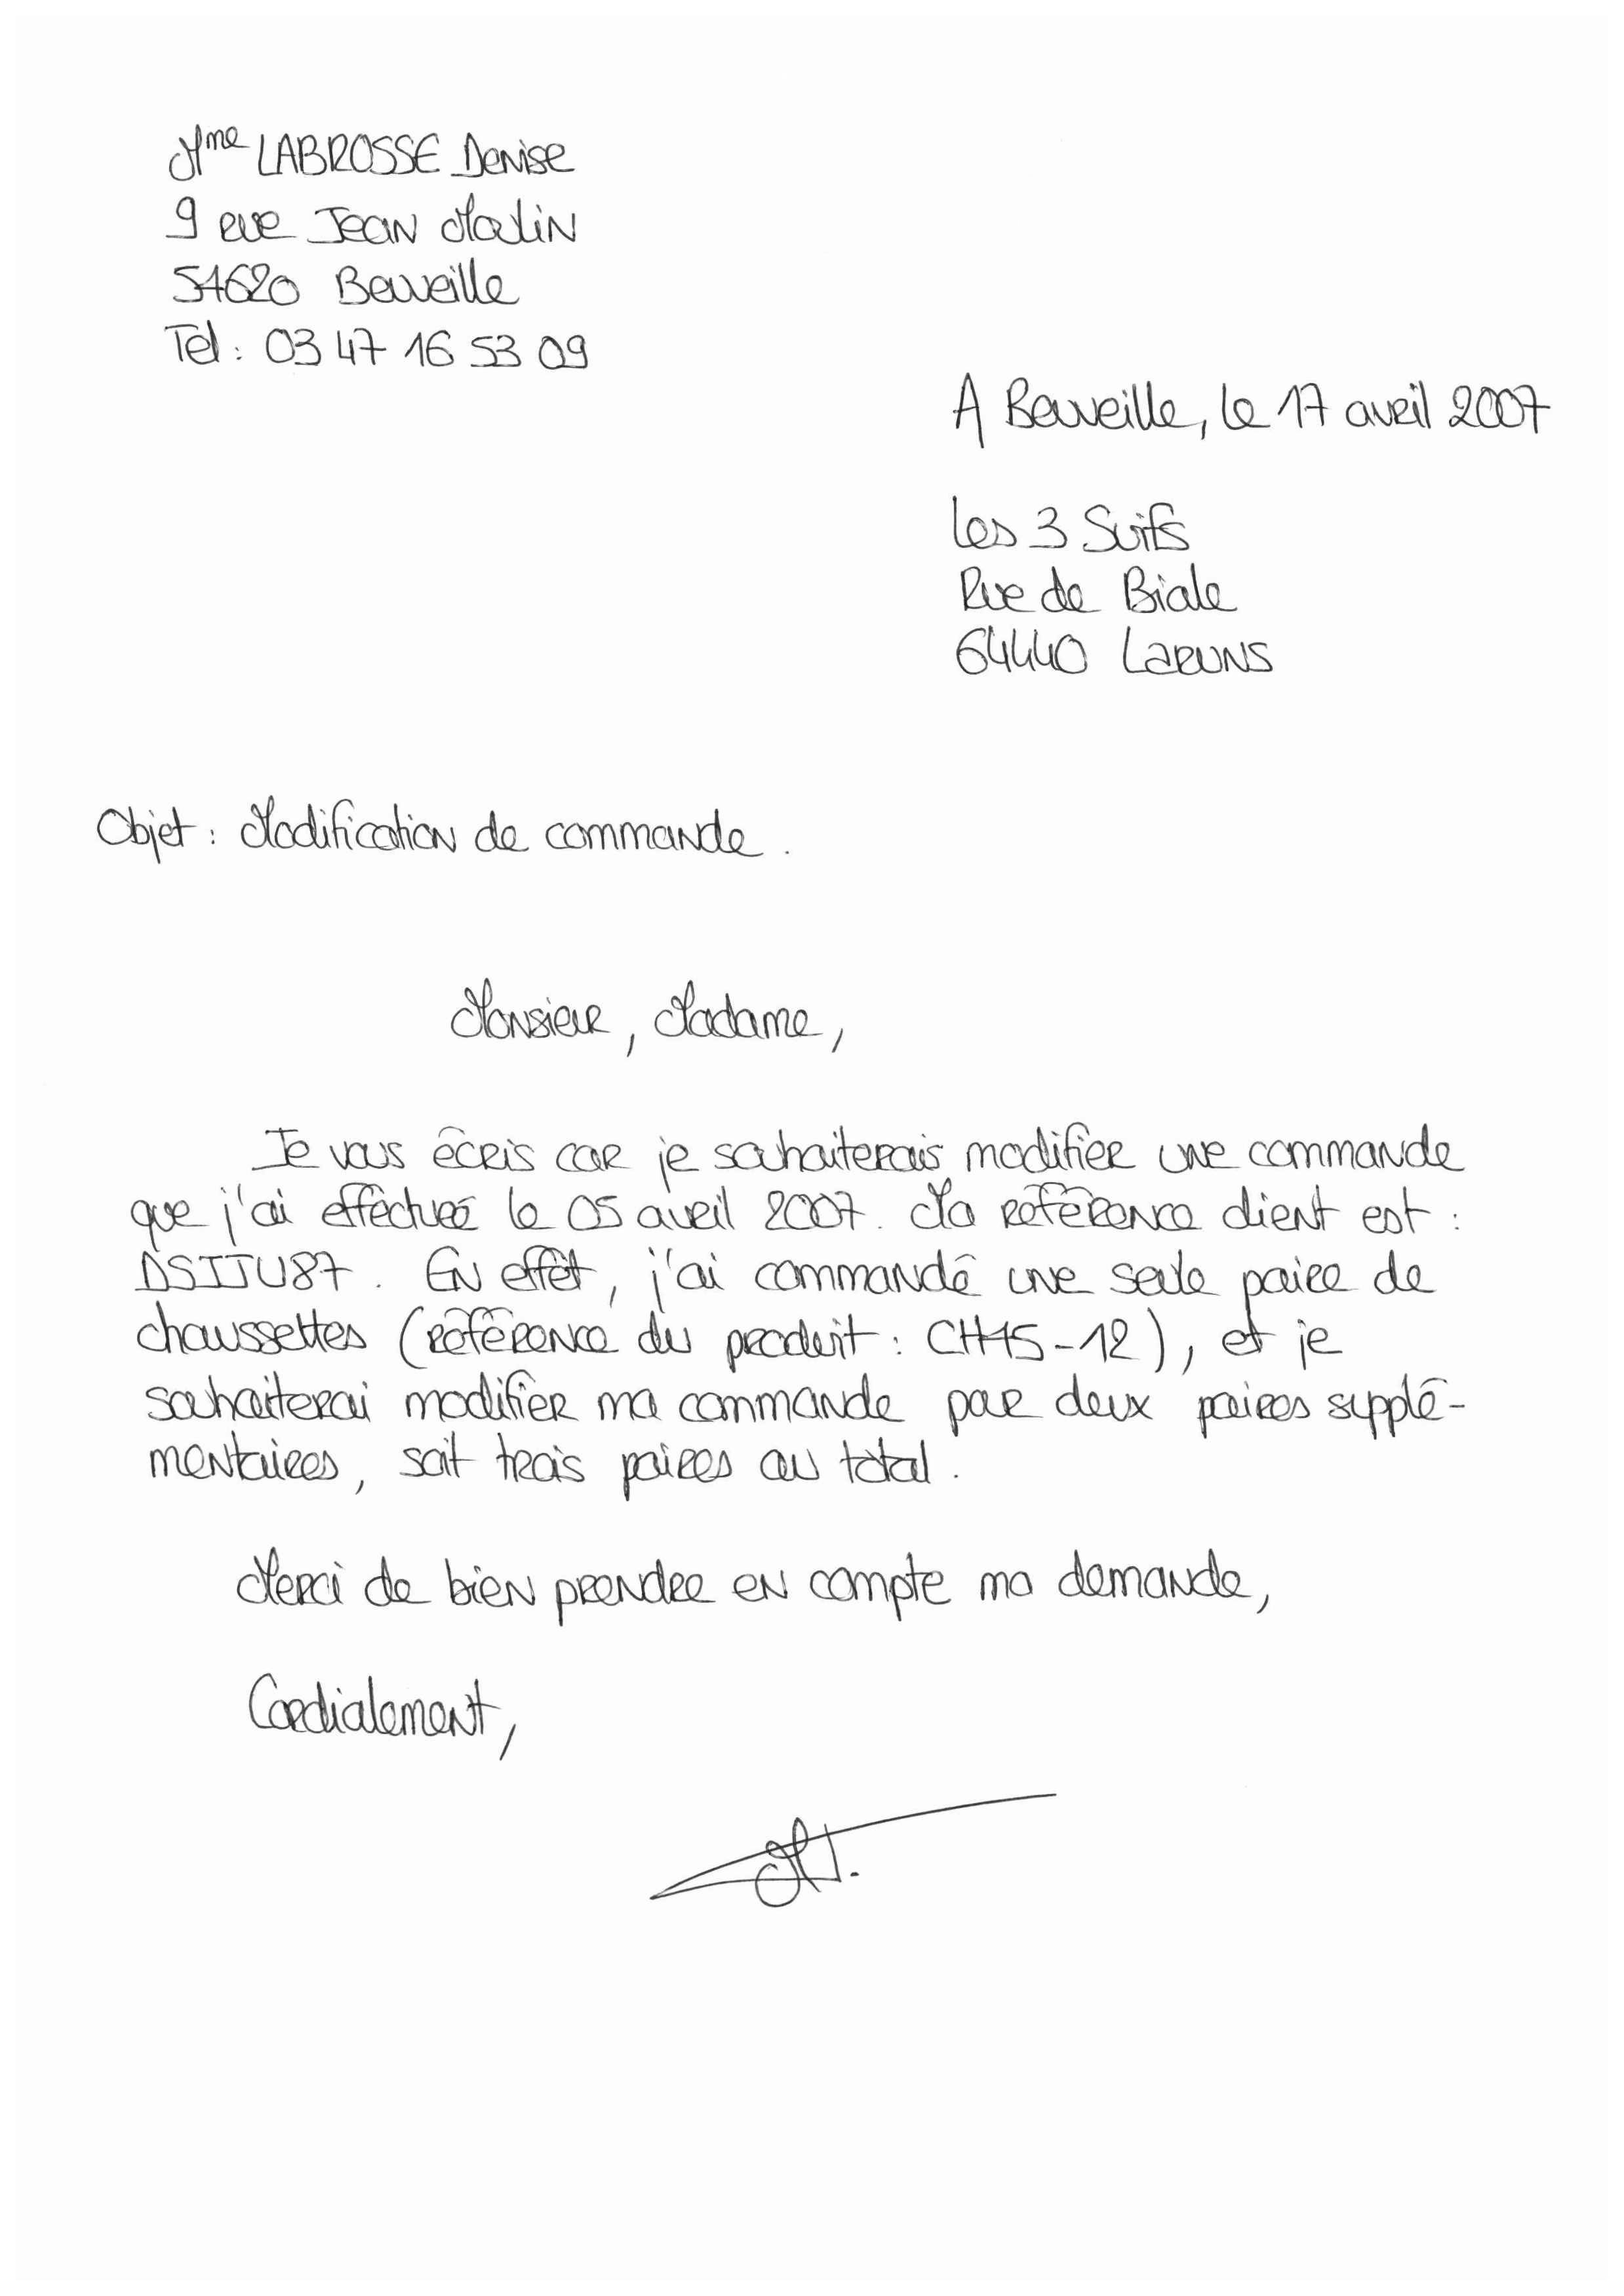 Mme LABROSSE Denise
9 rue Jean Moulin
54620 Beuveille
Tel : 03 47 16 53 09
A Beuveille, le 17 avril 2007
Les 3 Suifs
Rue de Biale
64440 Laruns
Objet : Modification de commande.
Monsieur, Madame,
Je vous écris car je souhaiterais modifier une commande
que j'ai effectuée le 05 avril 2007. Ma référence client est :
DSIJU87. En effet, j'ai commandé une seule paire de
chaussettes (référence du produit : CHH5-12), et je
souhaiterai modifier ma commande par deux paires supplé-
mentaires, soit trois paires au total.
Merci de bien prendre en compte ma demande,
Cordialement,